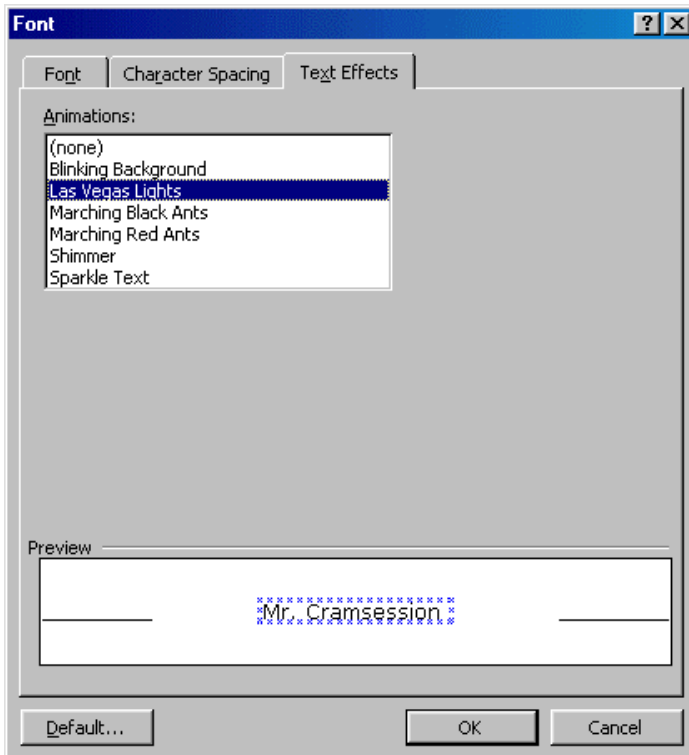 Font
Font Character Spacing Text Effects
Animations:
(none)
Blinking Background
Las Vegas Lights
Marching Black Ants
Marching Red Ants
Shimmer
Sparkle Text
Preview
Mr. Cramsession
Default... OK Cancel